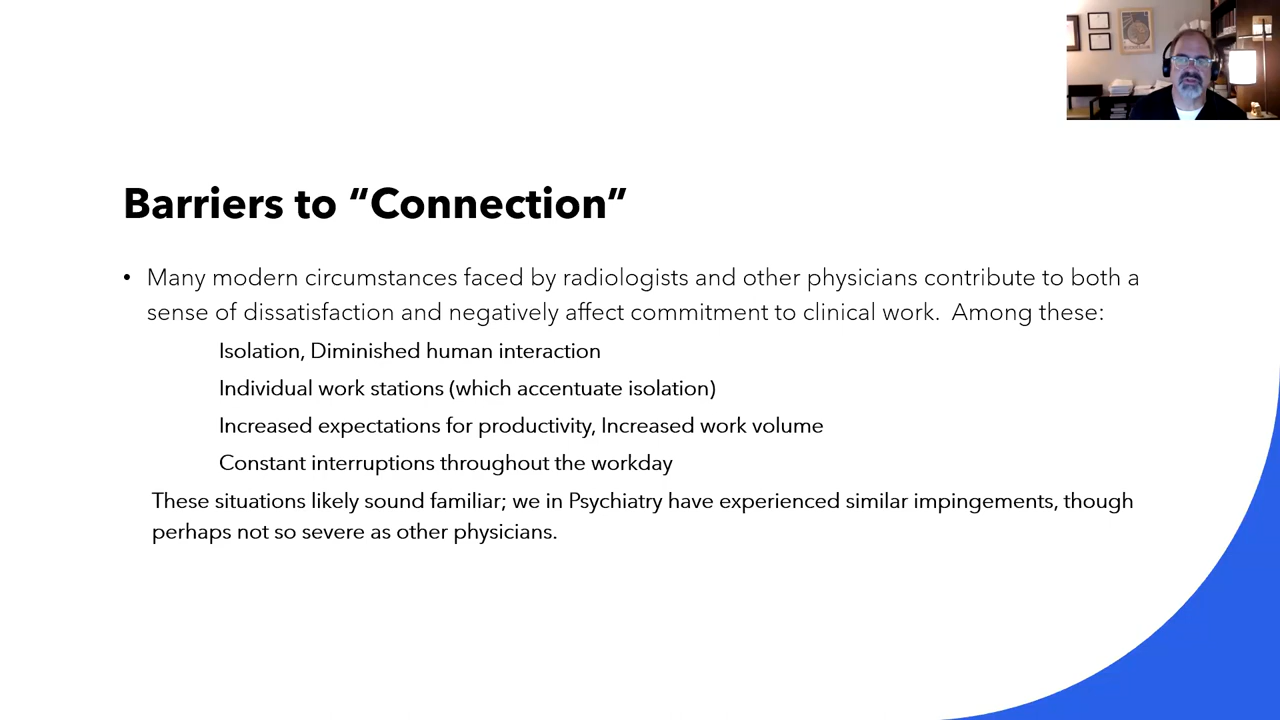 Barriers to “Connection”
• Many modern circumstances faced by radiologists and other physicians contribute to both a
sense of dissatisfaction and negatively affect commitment to clinical work.  Among these:
Isolation, Diminished human interaction
Individual work stations (which accentuate isolation)
Increased expectations for productivity, Increased work volume
Constant interruptions throughout the workday
These situations likely sound familiar; we in Psychiatry have experienced similar impingements, though
perhaps not so severe as other physicians.